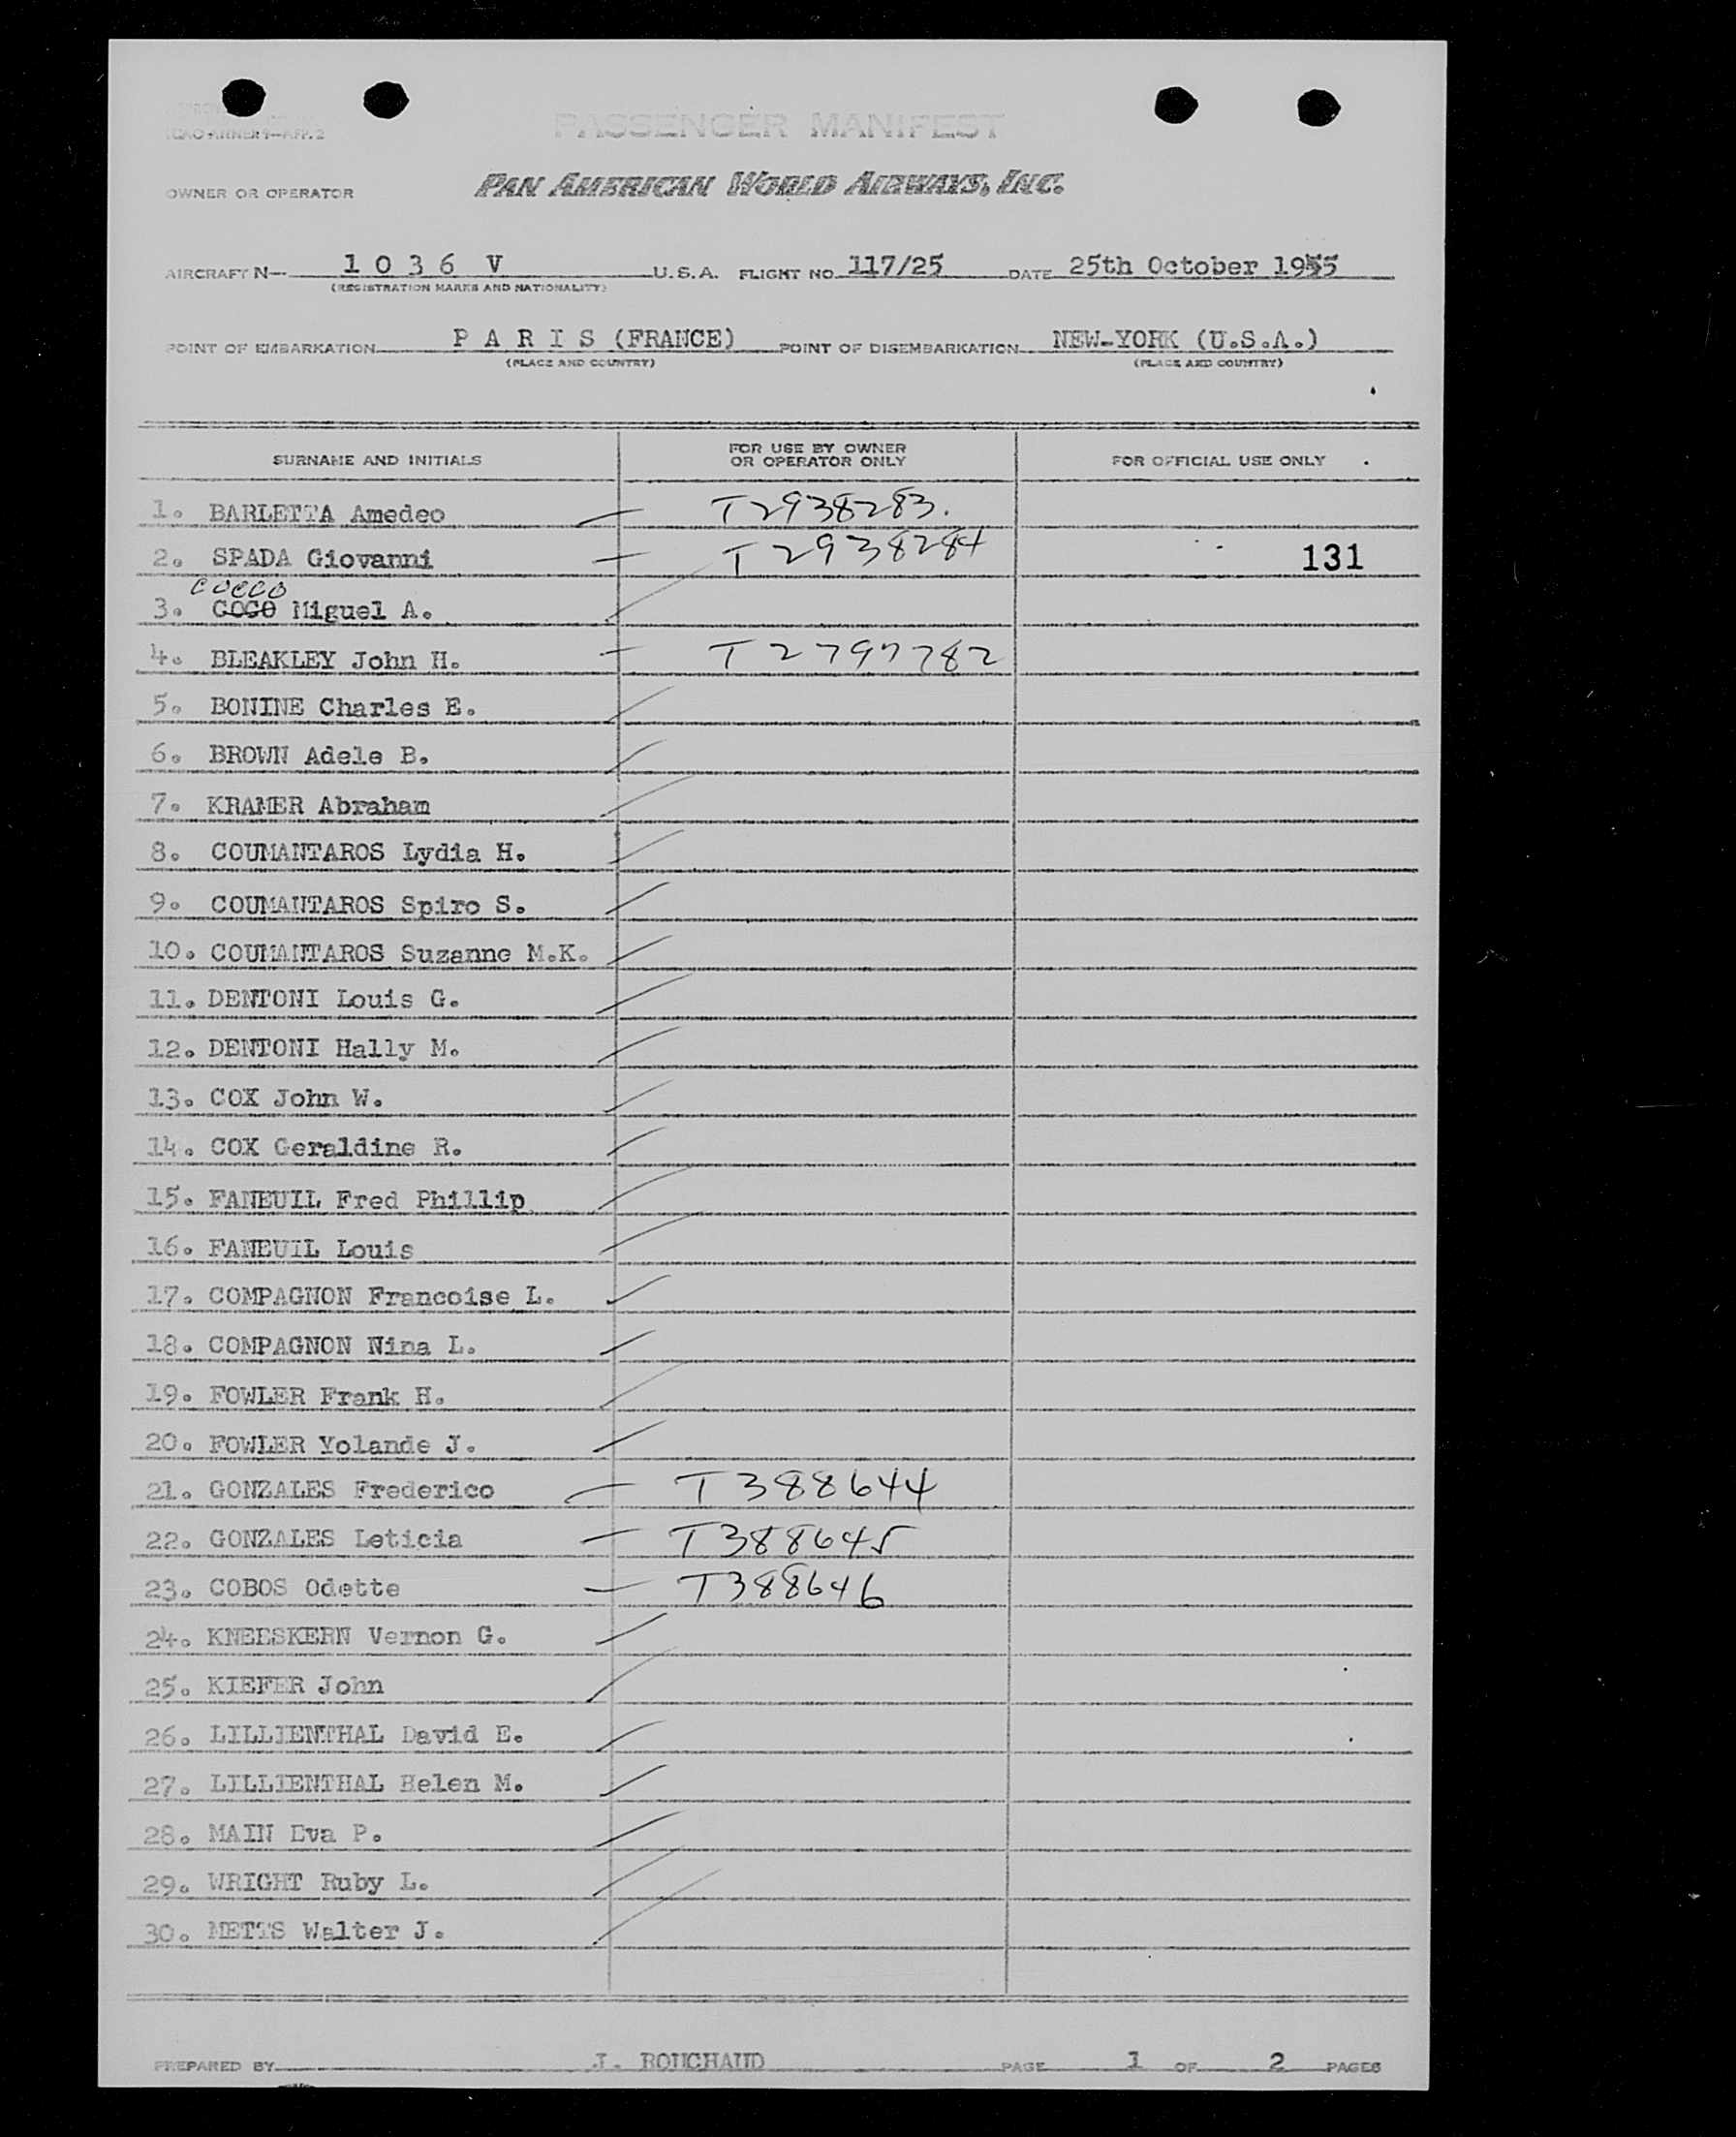 ICAO ANNEX 9—APP. 2
PASSENGER MANIFEST
OWNER OR OPERATOR PAN AMERICAN WORLD AIRWAYS, INC.
AIRCRAFT N— 1 0 3 6 V U.S.A. FLIGHT NO. 117/25 DATE 25th October 1955
(REGISTRATION MARKS AND NATIONALITY)
POINT OF EMBARKATION P A R I S (FRANCE) POINT OF DISEMBARKATION NEW-YORK (U.S.A.)
(PLACE AND COUNTRY) (PLACE AND COUNTRY)
SURNAME AND INITIALS FOR USE BY OWNER OR OPERATOR ONLY FOR OFFICIAL USE ONLY
1. BARLETTA Amedeo — T2938283.
2. SPADA Giovanni — T2938284 131
COCCO
3. COCO Miguel A.
4. BLEAKLEY John H. — T2797782
5. BONINE Charles E.
6. BROWN Adele B.
7. KRAMER Abraham
8. COUMANTAROS Lydia H.
9. COUMANTAROS Spiro S.
10. COUMANTAROS Suzanne M.K.
11. DENTONI Louis G.
12. DENTONI Hally M.
13. COX John W.
14. COX Geraldine R.
15. FANEUIL Fred Phillip
16. FANEUIL Louis
17. COMPAGNON Francoise L.
18. COMPAGNON Nina L.
19. FOWLER Frank H.
20. FOWLER Yolande J.
21. GONZALES Frederico — T388644
22. GONZALES Leticia — T388645
23. COBOS Odette — T388646
24. KNEESKERN Vernon G.
25. KIEFER John
26. LILLIENTHAL David E.
27. LILLIENTHAL Helen M.
28. MAIN Eva P.
29. WRIGHT Ruby L.
30. METTS Walter J.
PREPARED BY J. ROUCHAUD PAGE 1 OF 2 PAGES